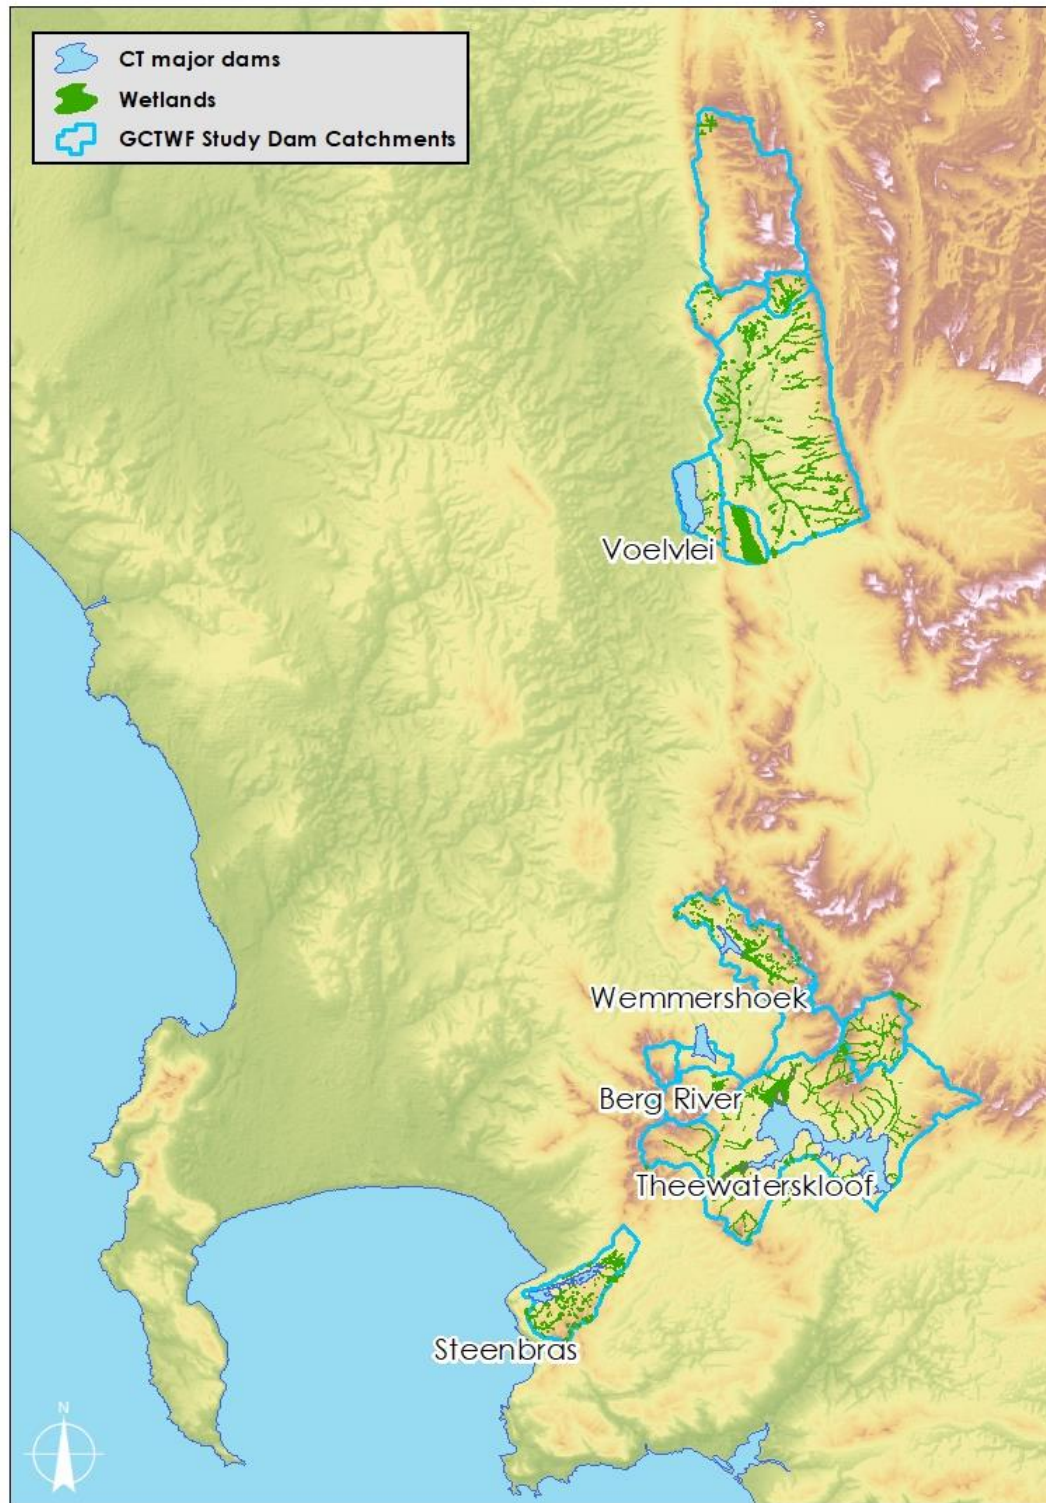 CT major dams
Wetlands
GCTWF Study Dam Catchments
Voelvlei
Wemmershoek
Berg River
Theewaterskloof
Steenbras
N